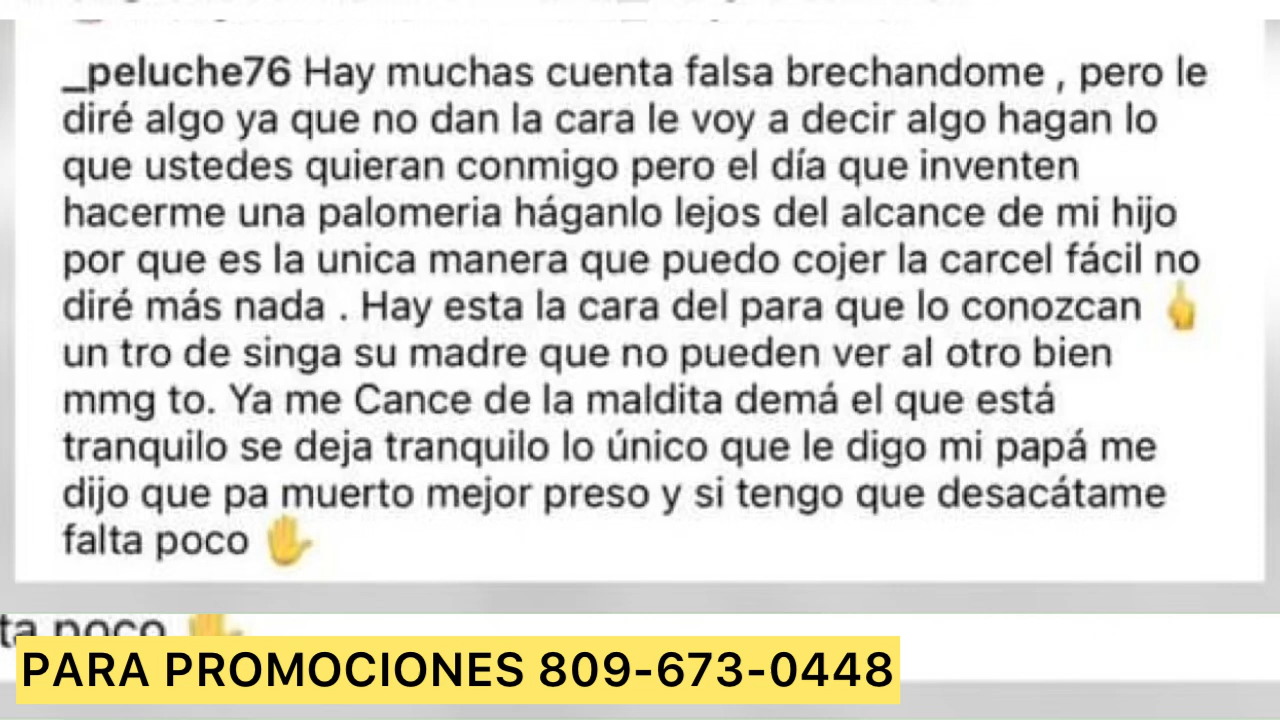 _peluche76 Hay muchas cuenta falsa brechandome , pero le
diré algo ya que no dan la cara le voy a decir algo hagan lo
que ustedes quieran conmigo pero el día que inventen
hacerme una palomeria háganlo lejos del alcance de mi hijo
por que es la unica manera que puedo cojer la carcel fácil no
diré más nada . Hay esta la cara del para que lo conozcan 🖕
un tro de singa su madre que no pueden ver al otro bien
mmg to. Ya me Cance de la maldita demá el que está
tranquilo se deja tranquilo lo único que le digo mi papá me
dijo que pa muerto mejor preso y si tengo que desacátame
falta poco ✋
ta poco ✋
PARA PROMOCIONES 809-673-0448